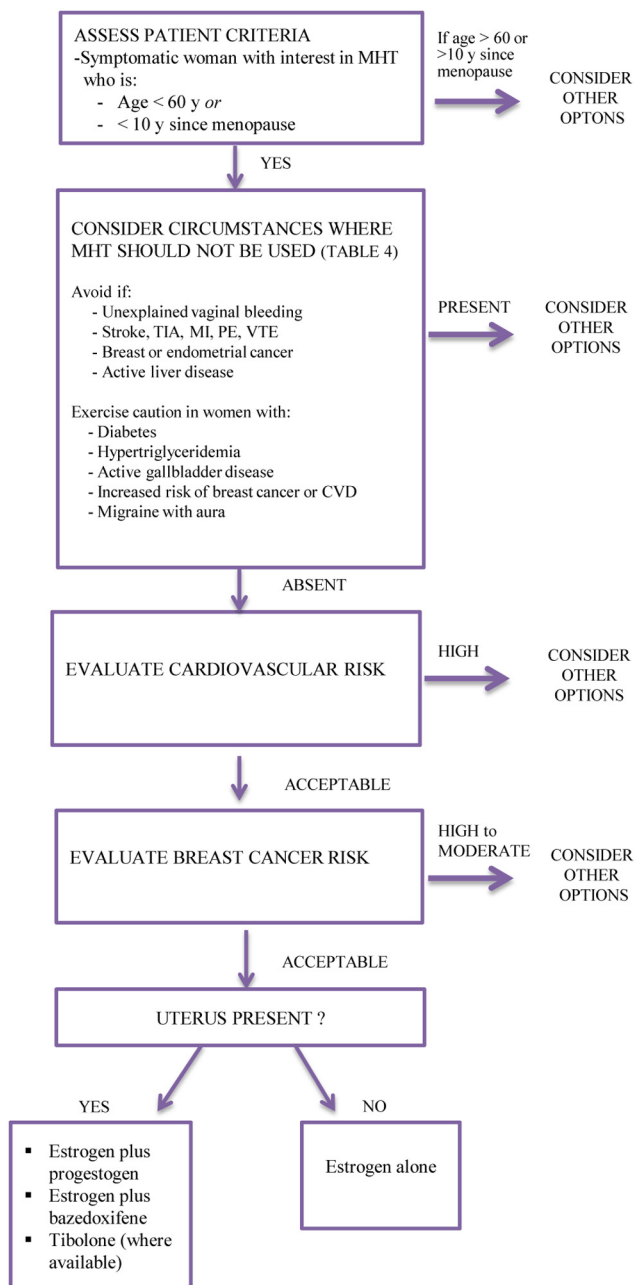 ASSESS PATIENT CRITERIA
-Symptomatic woman with interest in MHT
who is:
- Age < 60 y or
- < 10 y since menopause
If age > 60 or
>10 y since
menopause
CONSIDER
OTHER
OPTONS
YES
CONSIDER CIRCUMSTANCES WHERE
MHT SHOULD NOT BE USED (TABLE 4)
Avoid if:
- Unexplained vaginal bleeding
- Stroke, TIA, MI, PE, VTE
- Breast or endometrial cancer
- Active liver disease
Exercise caution in women with:
- Diabetes
- Hypertriglyceridemia
- Active gallbladder disease
- Increased risk of breast cancer or CVD
- Migraine with aura
PRESENT
CONSIDER
OTHER
OPTIONS
ABSENT
EVALUATE CARDIOVASCULAR RISK
HIGH
CONSIDER
OTHER
OPTIONS
ACCEPTABLE
EVALUATE BREAST CANCER RISK
HIGH to
MODERATE
CONSIDER
OTHER
OPTIONS
ACCEPTABLE
UTERUS PRESENT ?
YES
▪ Estrogen plus
progestogen
▪ Estrogen plus
bazedoxifene
▪ Tibolone (where
available)
NO
Estrogen alone